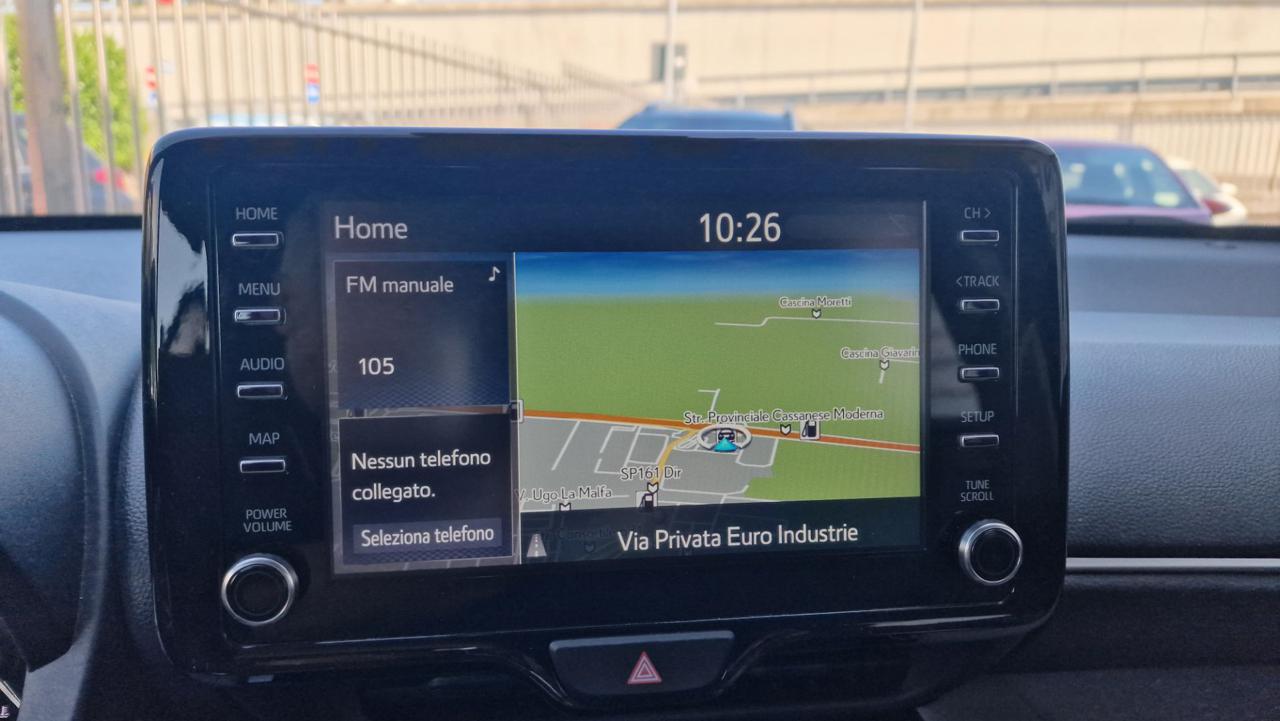 HOME
MENU
AUDIO
MAP
POWER
VOLUME
Home
10:26
FM manuale
105
Nessun telefono
collegato.
Seleziona telefono
Cascina Moretti
Cascina Giavarin
Str. Provinciale Cassanese Moderna
SP161 Dir
V. Ugo La Malfa
Via Privata Euro Industrie
CH >
<TRACK
PHONE
SETUP
TUNE
SCROLL